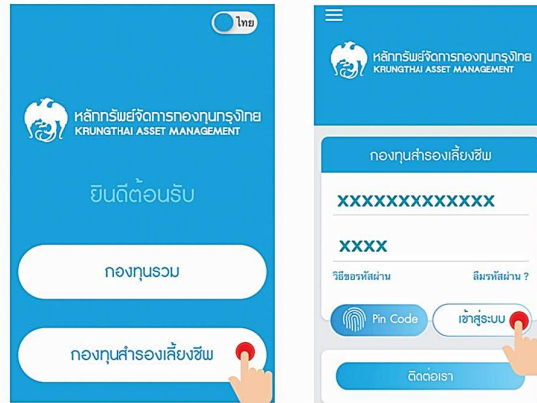 ไทย
หลักทรัพย์จัดการกองทุนกรุงไทย
KRUNGTHAI ASSET MANAGEMENT
ยินดีต้อนรับ
กองทุนรวม
กองทุนสำรองเลี้ยงชีพ
หลักทรัพย์จัดการกองทุนกรุงไทย
KRUNGTHAI ASSET MANAGEMENT
กองทุนสำรองเลี้ยงชีพ
XXXXXXXXXXXXX
XXXX
วิธีขอรหัสผ่าน ลืมรหัสผ่าน ?
Pin Code เข้าสู่ระบบ
ติดต่อเรา